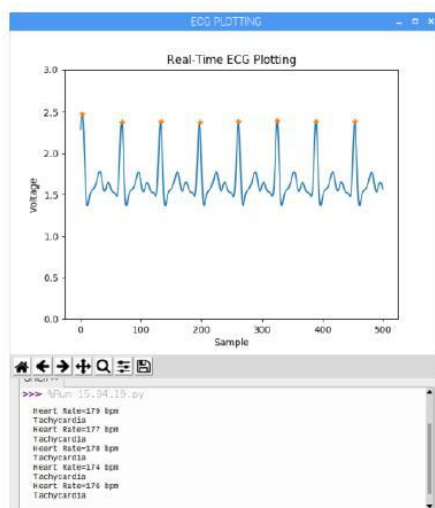 ECG PLOTTING
Real-Time ECG Plotting
3.0
2.5
2.0
1.5
1.0
0.5
0.0
Voltage
0 100 200 300 400 500
Sample
>>> %Run 15.04.19.py
Heart Rate=179 bpm
Tachycardia
Heart Rate=177 bpm
Tachycardia
Heart Rate=178 bpm
Tachycardia
Heart Rate=174 bpm
Tachycardia
Heart Rate=176 bpm
Tachycardia